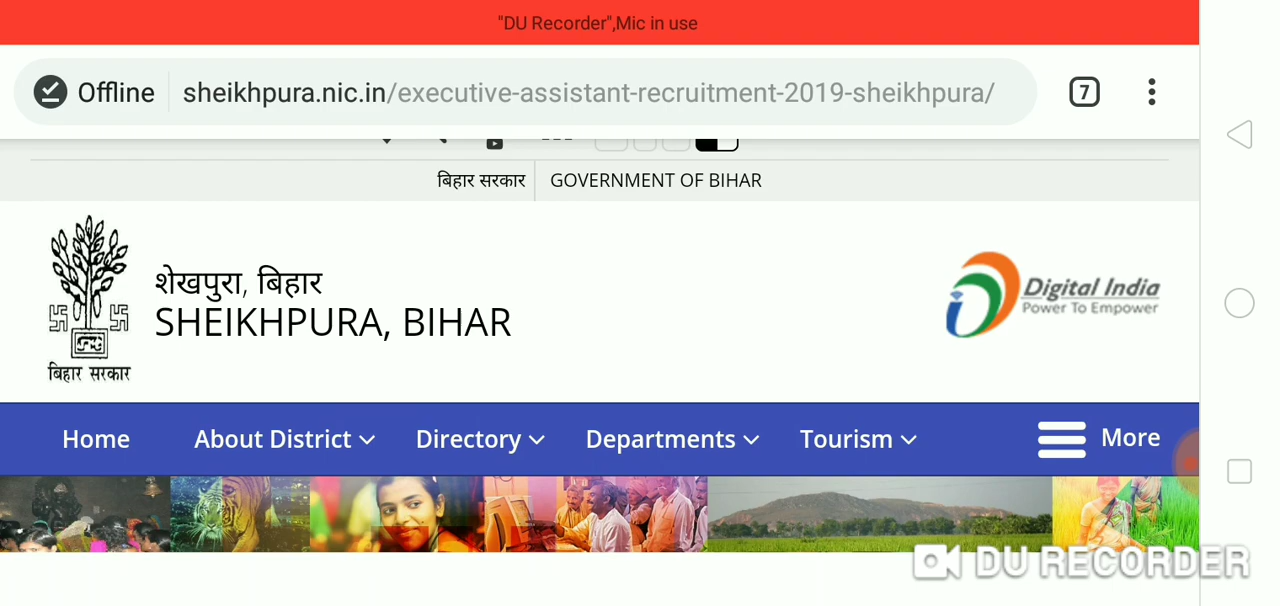 "DU Recorder",Mic in use
Offline sheikhpura.nic.in/executive-assistant-recruitment-2019-sheikhpura/ 7
बिहार सरकार GOVERNMENT OF BIHAR
शेखपुरा, बिहार
SHEIKHPURA, BIHAR
बिहार सरकार
Digital India
Power To Empower
Home About District Directory Departments Tourism More
DU RECORDER